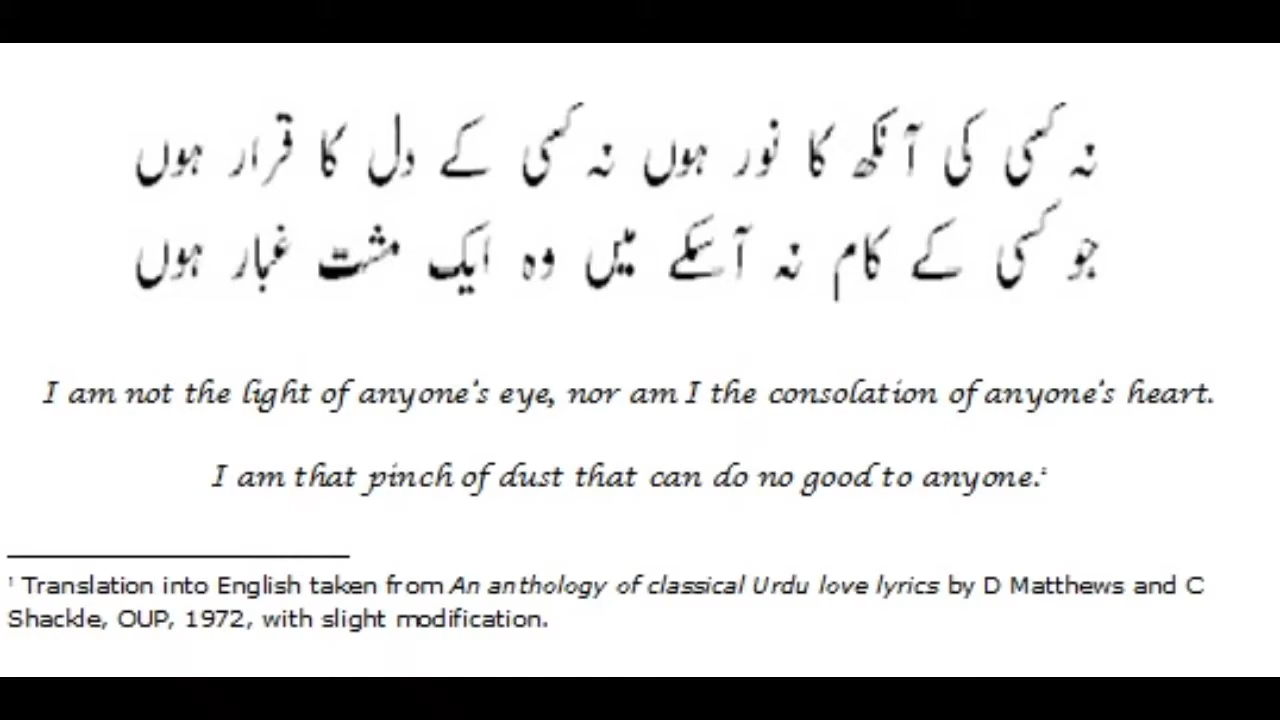 نہ کسی کی آنکھ کا نور ہوں نہ کسی کے دل کا قرار ہوں
جو کسی کے کام نہ آسکے میں وہ ایک مشت غبار ہوں
I am not the light of anyone's eye, nor am I the consolation of anyone's heart.
I am that pinch of dust that can do no good to anyone.¹
¹ Translation into English taken from An anthology of classical Urdu love lyrics by D Matthews and C
Shackle, OUP, 1972, with slight modification.